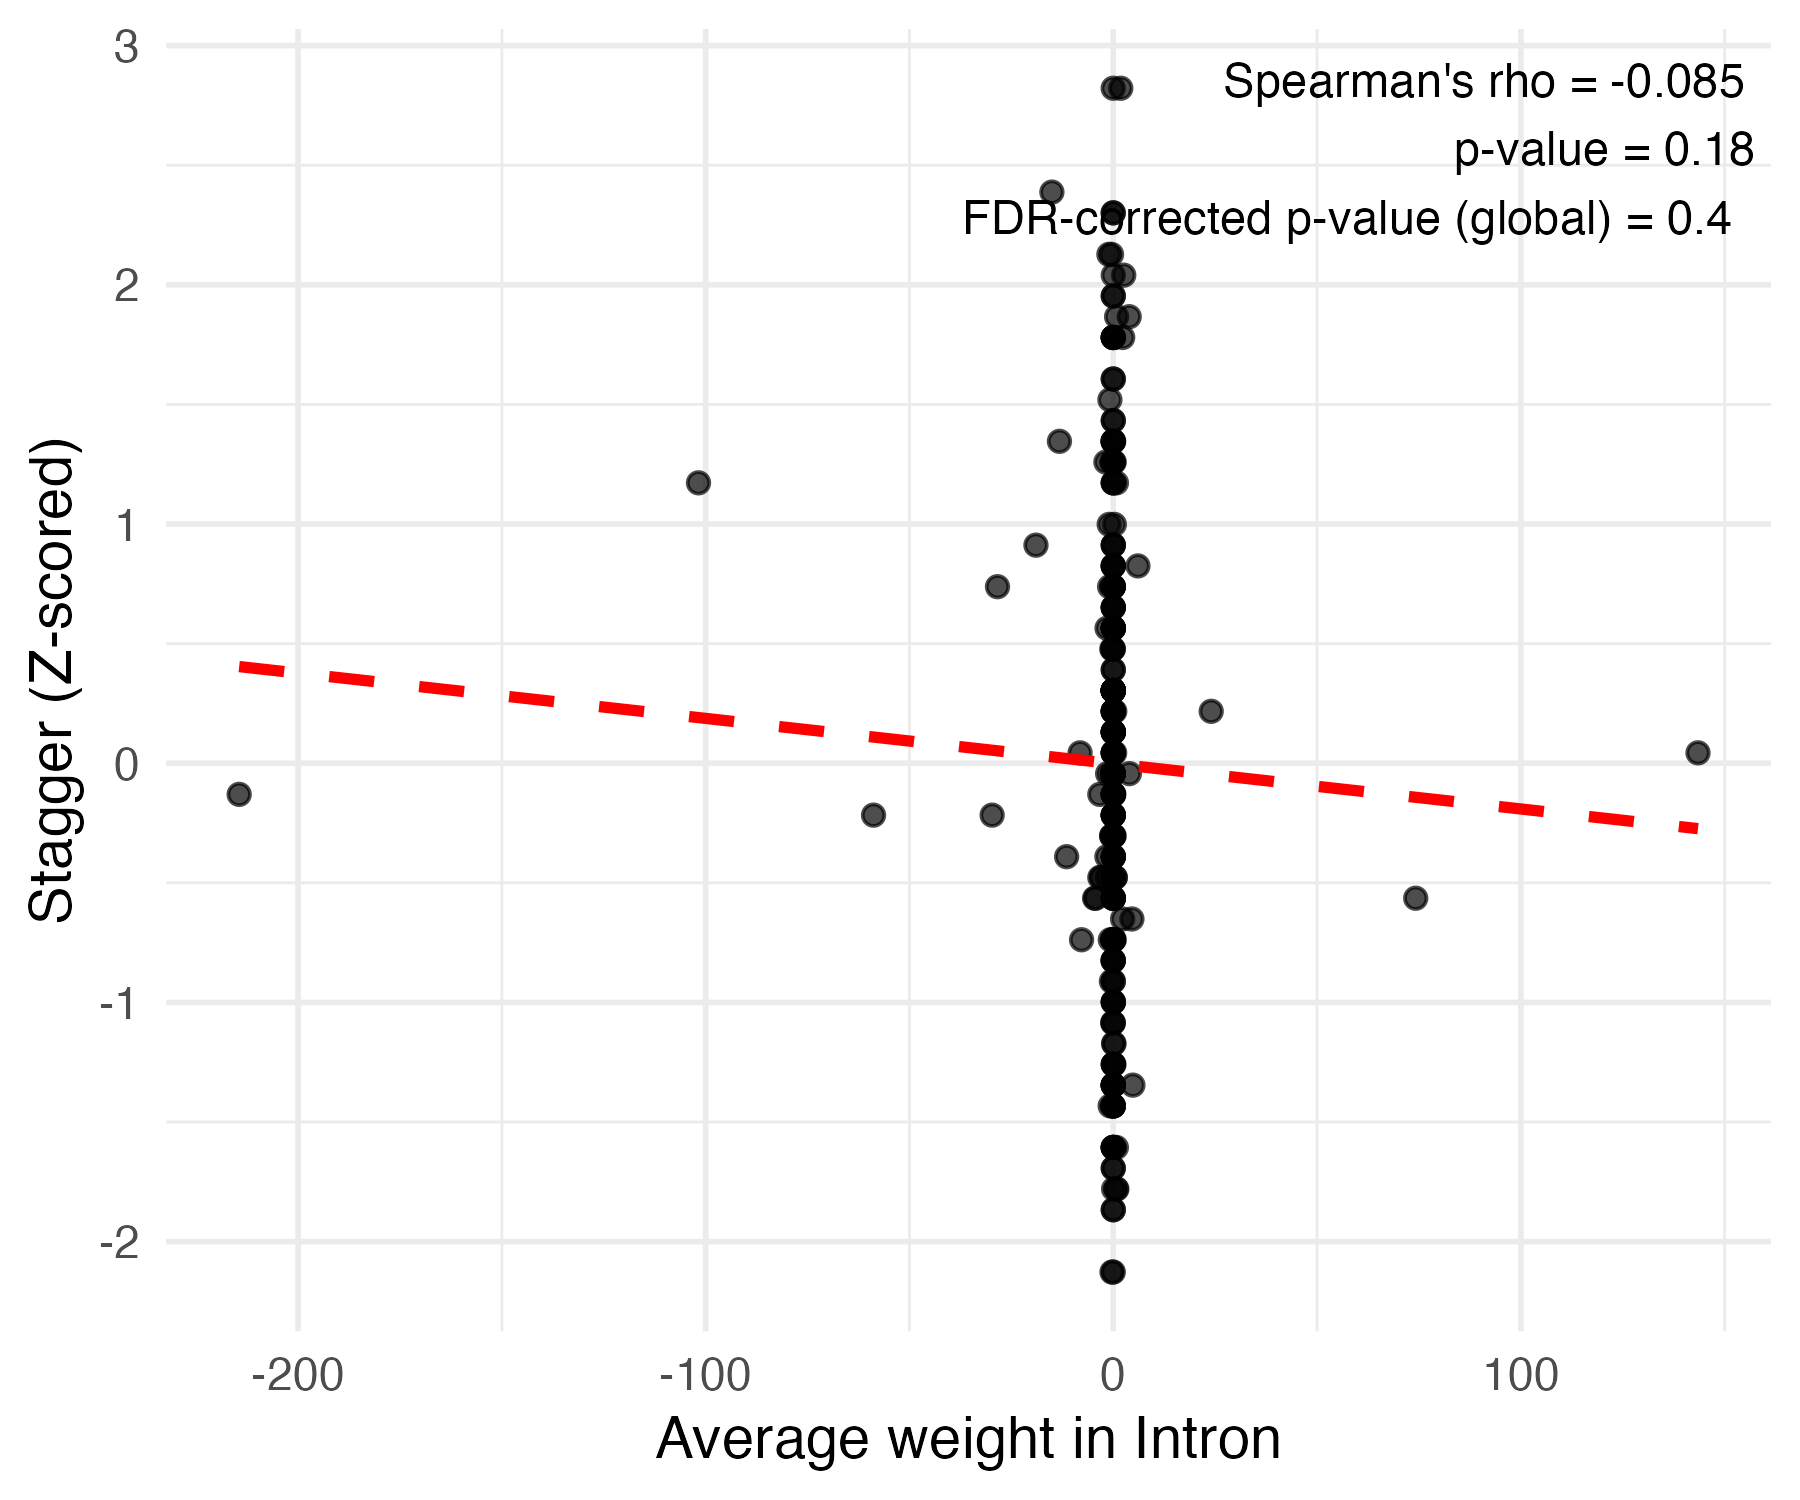 Spearman's rho = -0.085
p-value = 0.18
FDR-corrected p-value (global) = 0.4
Stagger (Z-scored)
3
2
1
0
-1
-2
-200
-100
0
100
Average weight in Intron